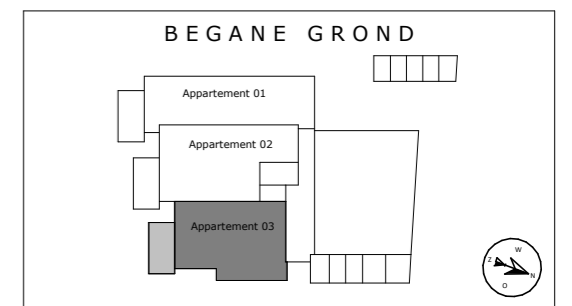 BEGANE GROND
Appartement 01
Appartement 02
Appartement 03
W
Z
N
O